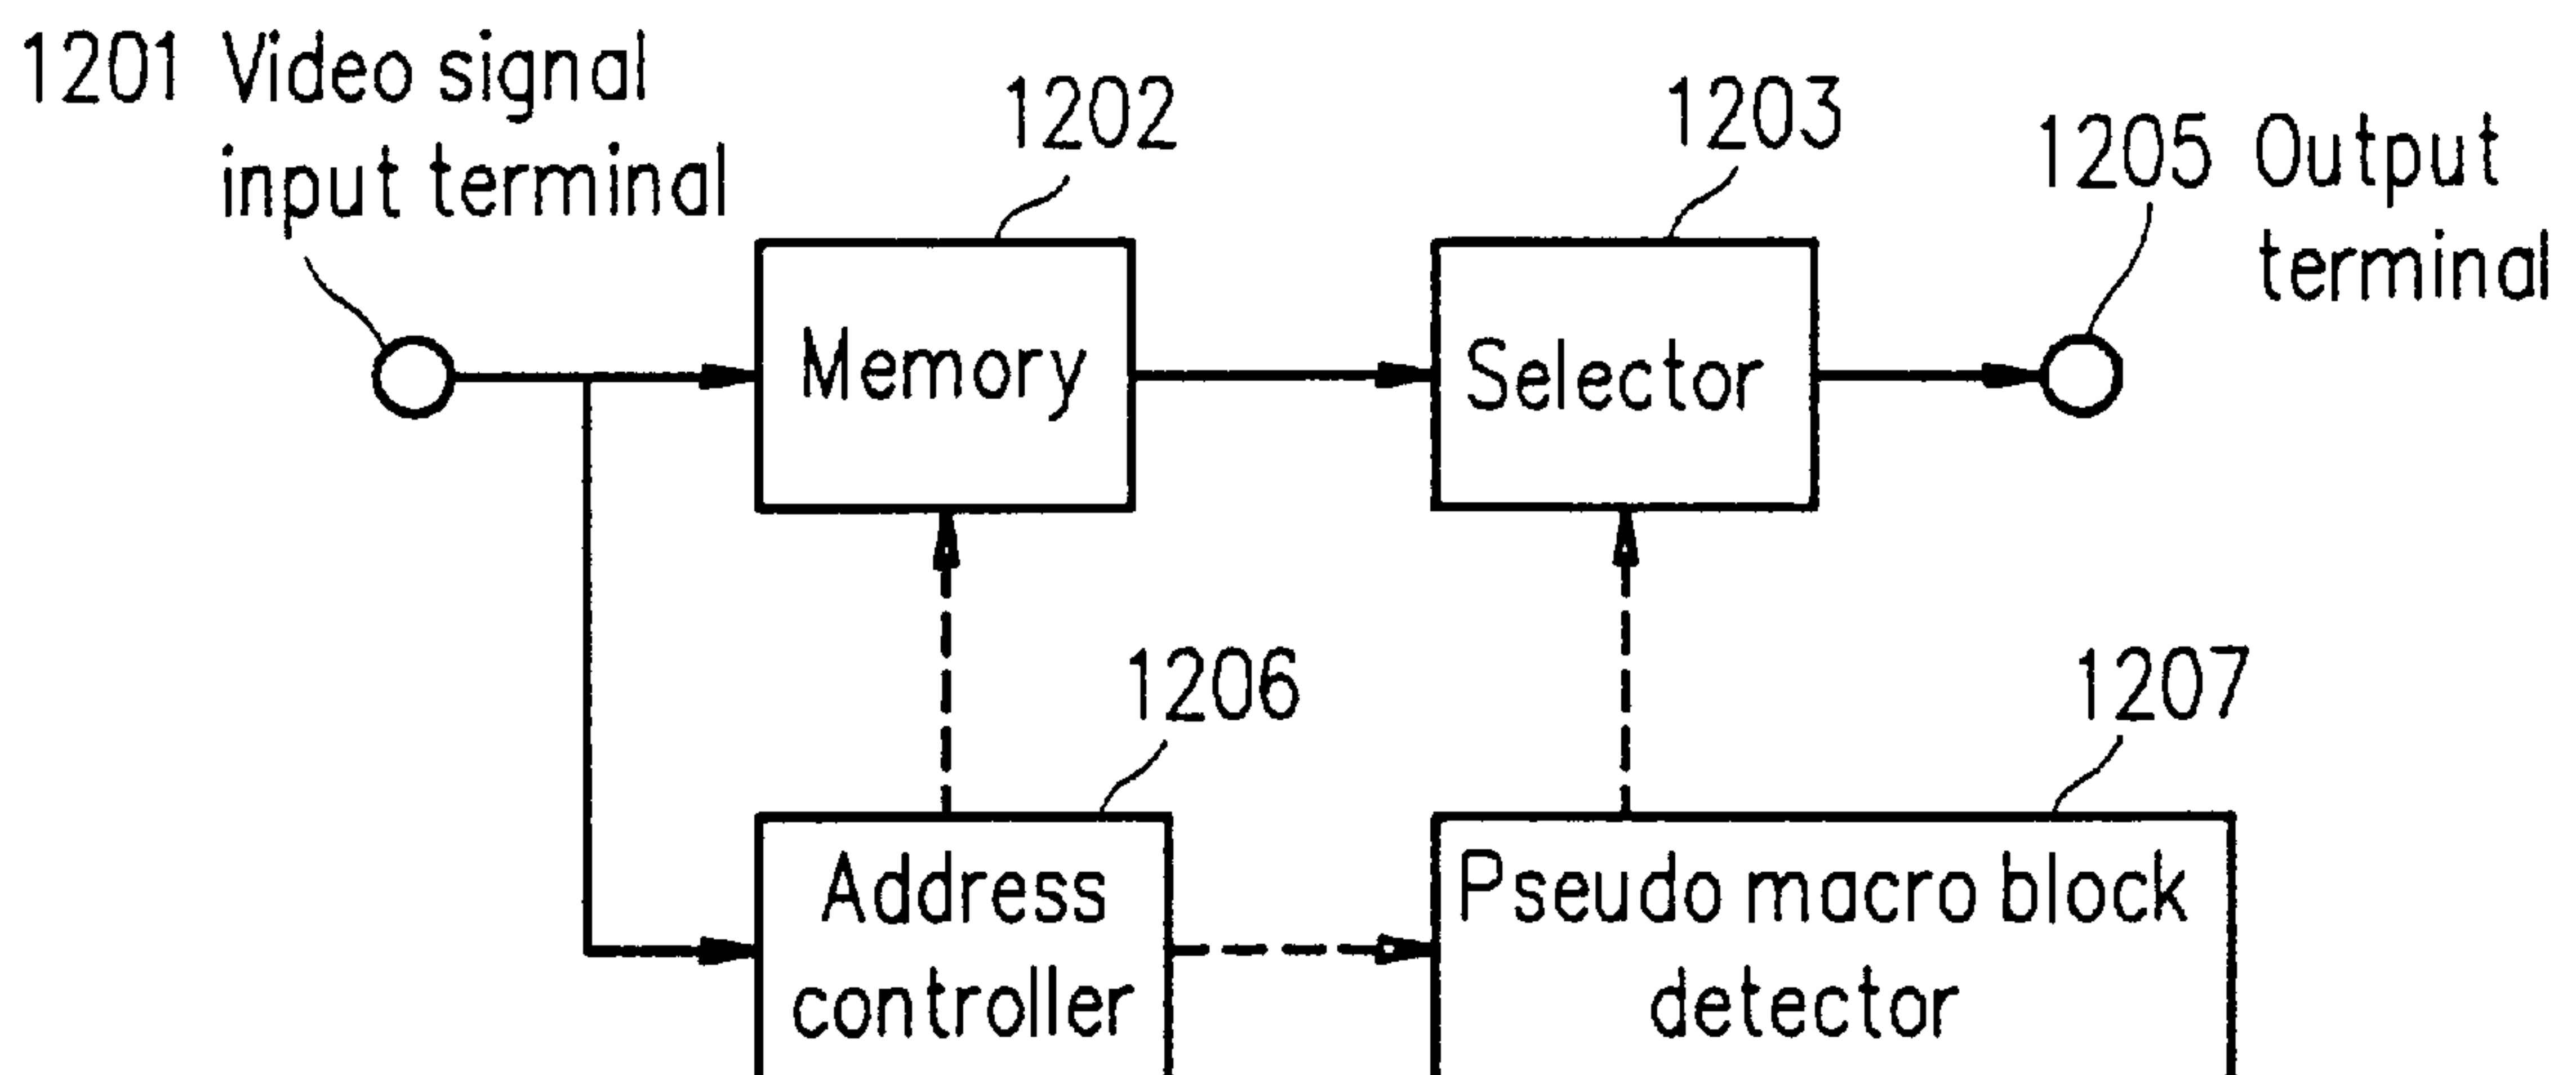 1201 Video signal
input terminal
1202
1203
1205 Output
terminal
Memory
Selector
1206
1207
Address
controller
Pseudo macro block
detector